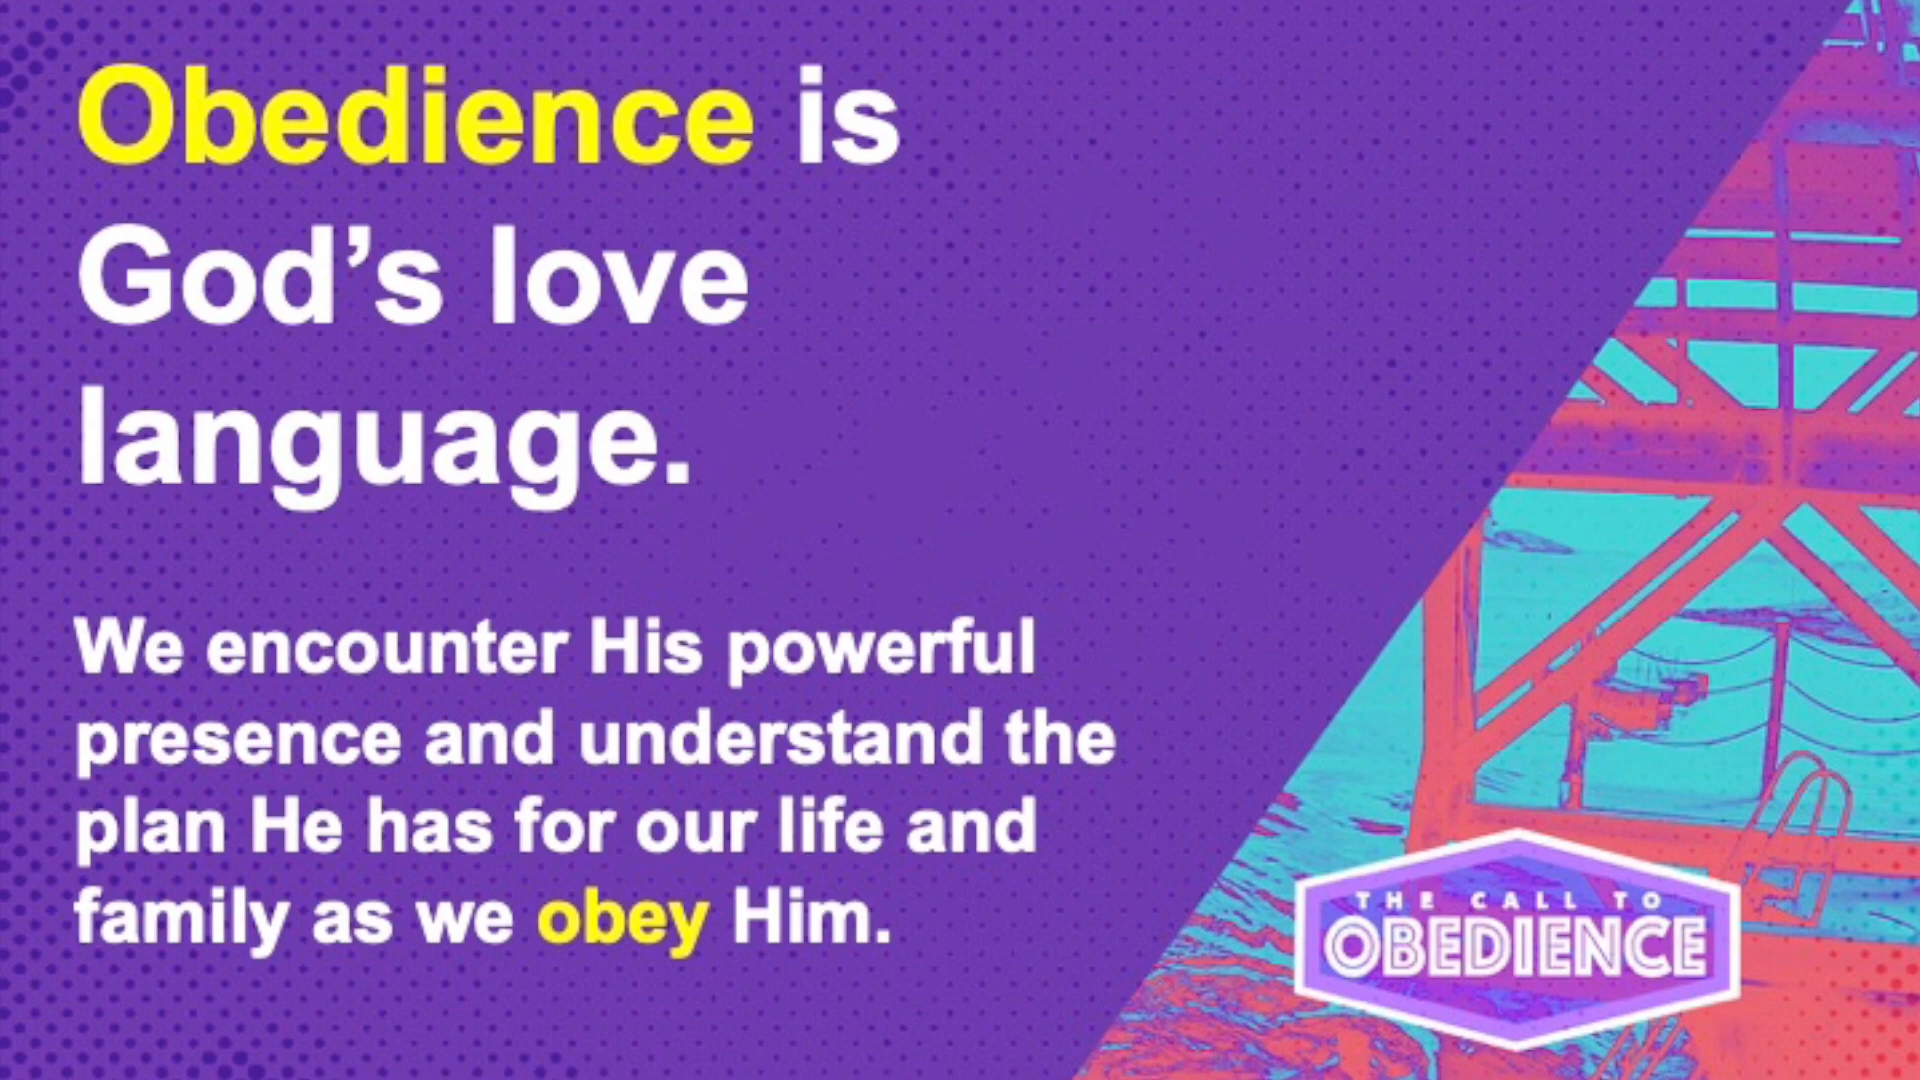 Obedience is
God’s love
language.
We encounter His powerful
presence and understand the
plan He has for our life and
family as we obey Him.
THE CALL TO
OBEDIENCE